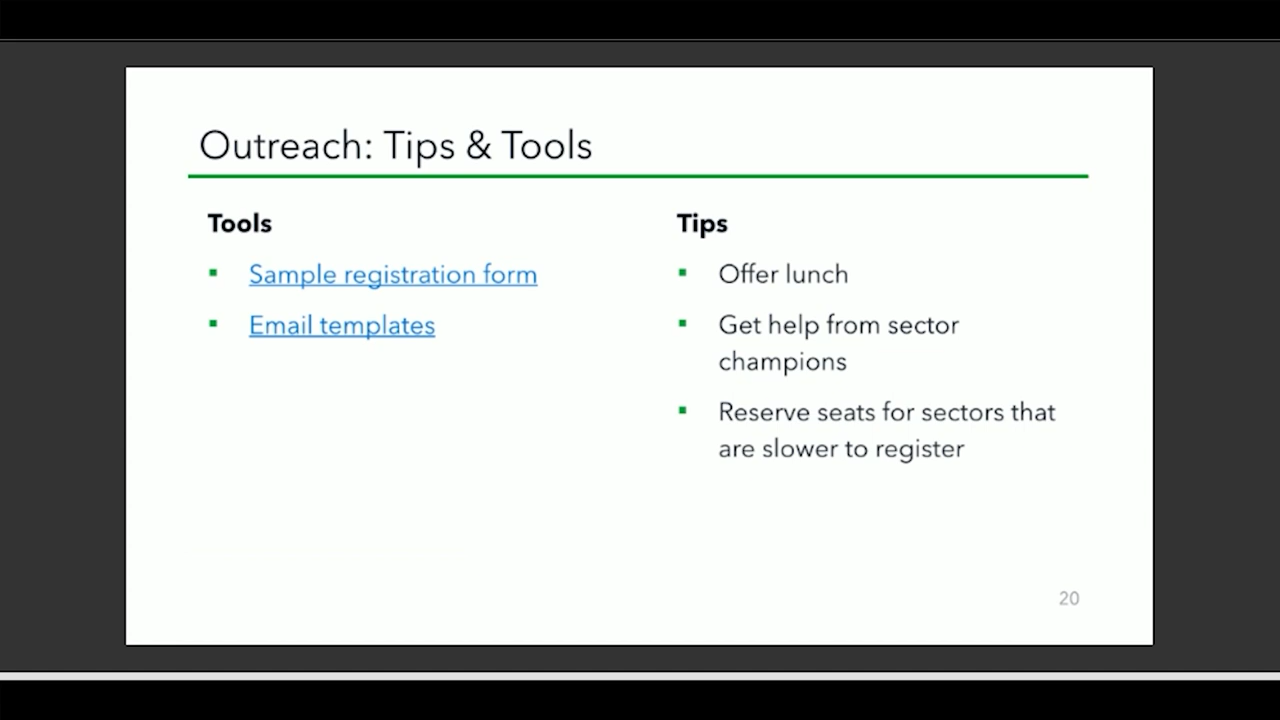 Outreach: Tips & Tools
Tools
Sample registration form
Email templates
Tips
Offer lunch
Get help from sector
champions
Reserve seats for sectors that
are slower to register
20